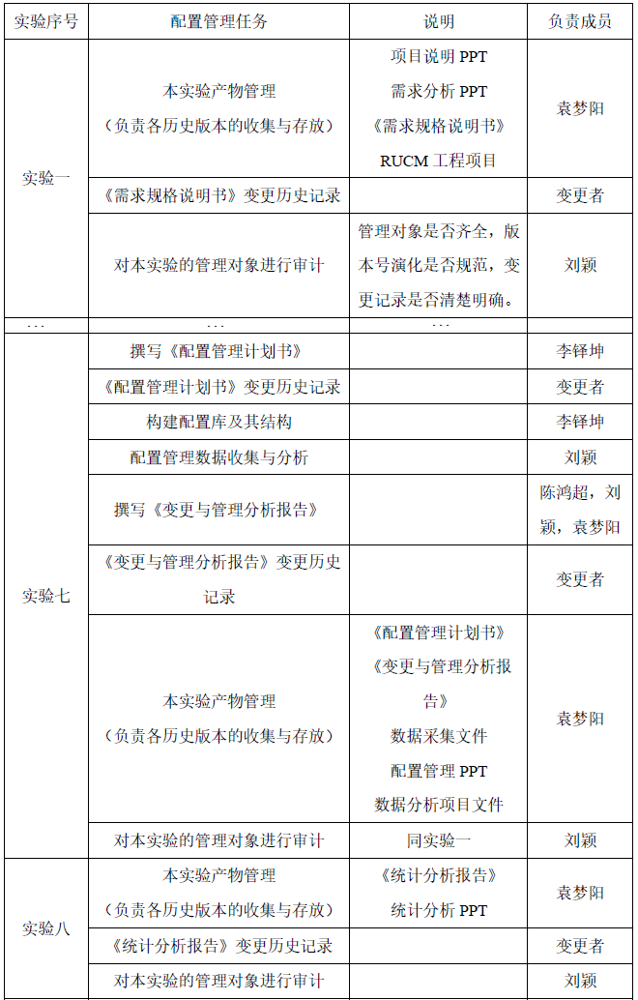 实验序号 配置管理任务 说明 负责成员
实验一
本实验产物管理
（负责各历史版本的收集与存放）
项目说明 PPT
需求分析 PPT
《需求规格说明书》
RUCM 工程项目
袁梦阳
《需求规格说明书》变更历史记录
变更者
对本实验的管理对象进行审计
管理对象是否齐全，版
本号演化是否规范，变
更记录是否清楚明确。
刘颖
... ... ...
实验七
撰写《配置管理计划书》
李铎坤
《配置管理计划书》变更历史记录
变更者
构建配置库及其结构
李铎坤
配置管理数据收集与分析
刘颖
撰写《变更与管理分析报告》
陈鸿超，刘
颖，袁梦阳
《变更与管理分析报告》变更历史
记录
变更者
本实验产物管理
（负责各历史版本的收集与存放）
《配置管理计划书》
《变更与管理分析报
告》
数据采集文件
配置管理 PPT
数据分析项目文件
袁梦阳
对本实验的管理对象进行审计
同实验一
刘颖
实验八
本实验产物管理
（负责各历史版本的收集与存放）
《统计分析报告》
统计分析 PPT
袁梦阳
《统计分析报告》变更历史记录
变更者
对本实验的管理对象进行审计
刘颖